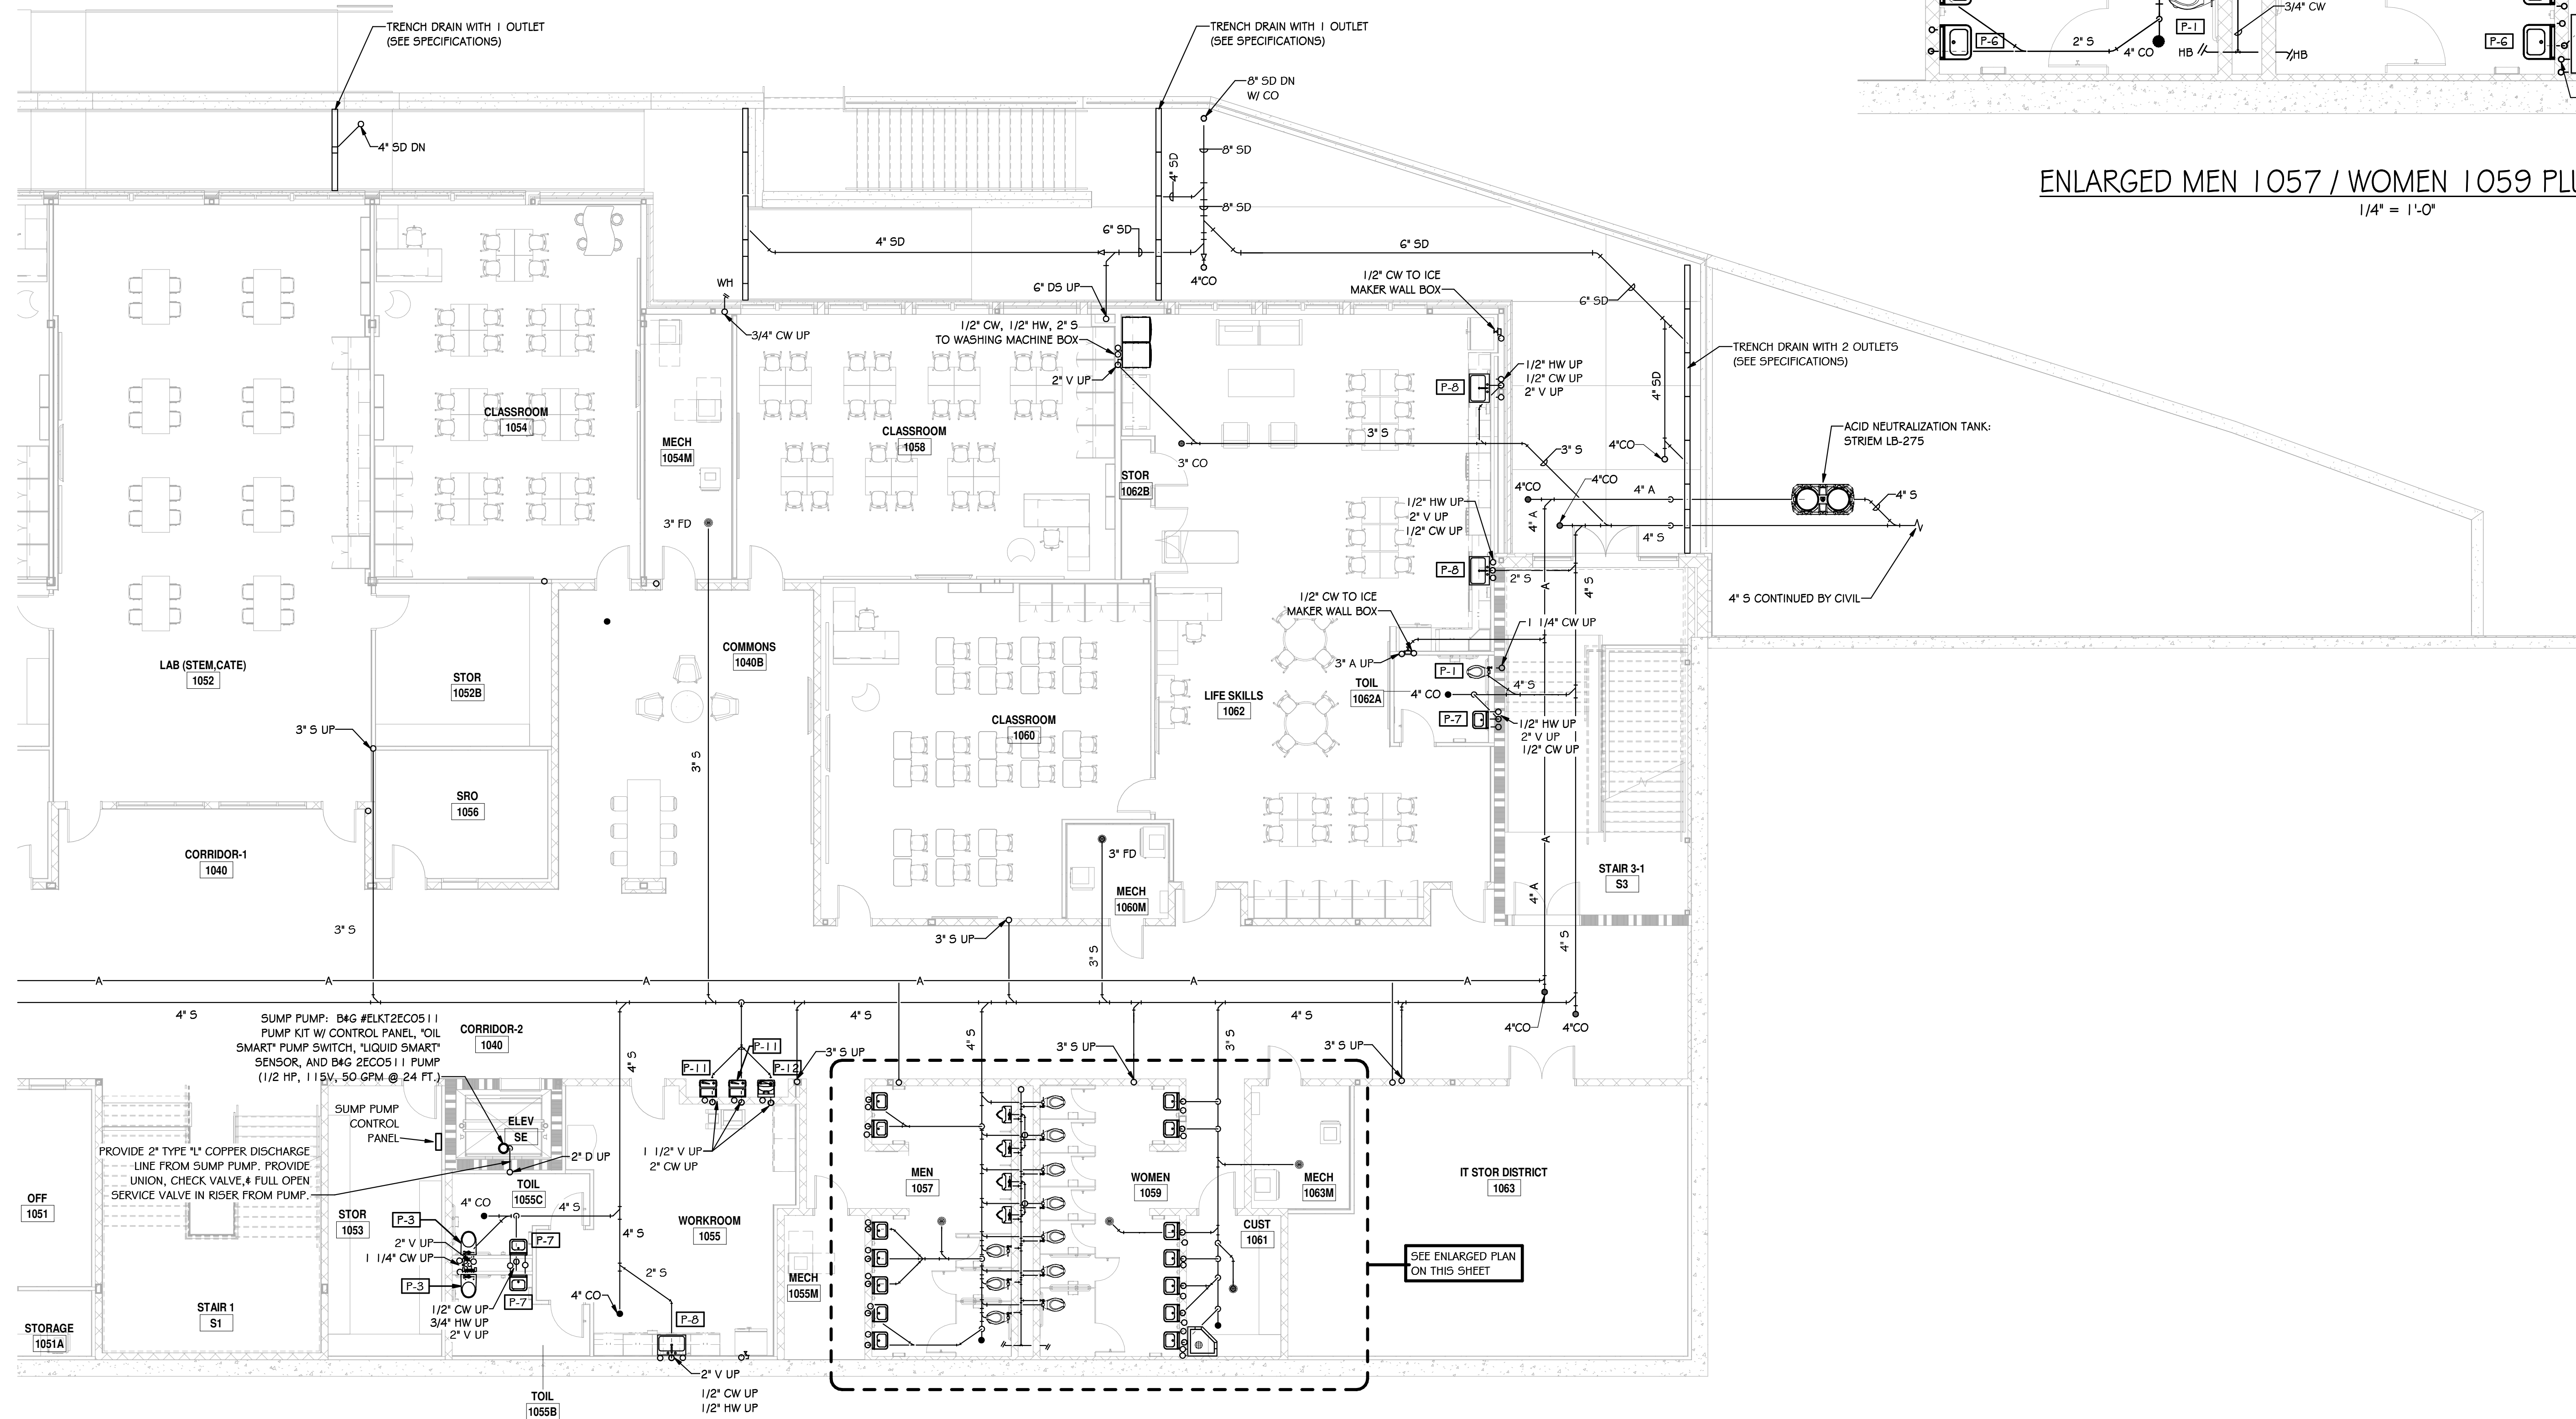 TRENCH DRAIN WITH 1 OUTLET
(SEE SPECIFICATIONS)
TRENCH DRAIN WITH 1 OUTLET
(SEE SPECIFICATIONS)
3/4" CW
P-6
2" S
4" CO
P-1
HB
HB
P-6
8" SD DN
W/ CO
4" SD DN
4" SD
8" SD
8" SD
ENLARGED MEN 1057 / WOMEN 1059 PLU
1/4" = 1'-0"
4" SD
6" SD
6" SD
4"CO
WH
6" DS UP
1/2" CW TO ICE
MAKER WALL BOX
6" SD
3/4" CW UP
1/2" CW, 1/2" HW, 2" S
TO WASHING MACHINE BOX
2" V UP
TRENCH DRAIN WITH 2 OUTLETS
(SEE SPECIFICATIONS)
1/2" HW UP
1/2" CW UP
2" V UP
P-8
4" SD
CLASSROOM
1054
MECH
1054M
CLASSROOM
1058
3" S
3" CO
3" S
4"CO
ACID NEUTRALIZATION TANK:
STRIEM LB-275
STOR
1062B
4"CO
4"CO
4" A
4" S
3" FD
1/2" HW UP
2" V UP
1/2" CW UP
4" A
4" S
P-8
2" S
A
4" S
4" S CONTINUED BY CIVIL
1/2" CW TO ICE
MAKER WALL BOX
1 1/4" CW UP
COMMONS
1040B
LAB (STEM,CATE)
1052
STOR
1052B
3" A UP
P-1
TOIL
1062A
4" S
4" CO
LIFE SKILLS
1062
P-7
1/2" HW UP
2" V UP
1/2" CW UP
CLASSROOM
1060
3" S UP
3" S
SRO
1056
CORRIDOR-1
1040
3" FD
A
STAIR 3-1
S3
MECH
1060M
4" A
3" S
3" S UP
3" S
4" S
A
A
A
A
A
A
4" S
4" S
4" S
4"CO
4"CO
SUMP PUMP: B&G #ELKT2EC0511
PUMP KIT W/ CONTROL PANEL, "OIL
SMART" PUMP SWITCH, "LIQUID SMART"
SENSOR, AND B&G 2EC0511 PUMP
(1/2 HP, 115V, 50 GPM @ 24 FT.)
CORRIDOR-2
1040
4" S
P-11
P-11
P-12
3" S UP
4" S
3" S UP
3" S
3" S UP
SUMP PUMP
CONTROL
PANEL
ELEV
SE
PROVIDE 2" TYPE "L" COPPER DISCHARGE
LINE FROM SUMP PUMP. PROVIDE
UNION, CHECK VALVE,& FULL OPEN
SERVICE VALVE IN RISER FROM PUMP.
2" D UP
1 1/2" V UP
2" CW UP
TOIL
1055C
OFF
1051
STOR
1053
4" CO
4" S
P-3
2" V UP
1 1/4" CW UP
P-3
P-7
P-7
1/2" CW UP
3/4" HW UP
2" V UP
4" S
WORKROOM
1055
2" S
4" CO
P-8
MECH
1055M
MEN
1057
WOMEN
1059
MECH
1063M
CUST
1061
IT STOR DISTRICT
1063
SEE ENLARGED PLAN
ON THIS SHEET
STAIR 1
S1
STORAGE
1051A
TOIL
1055B
2" V UP
1/2" CW UP
1/2" HW UP